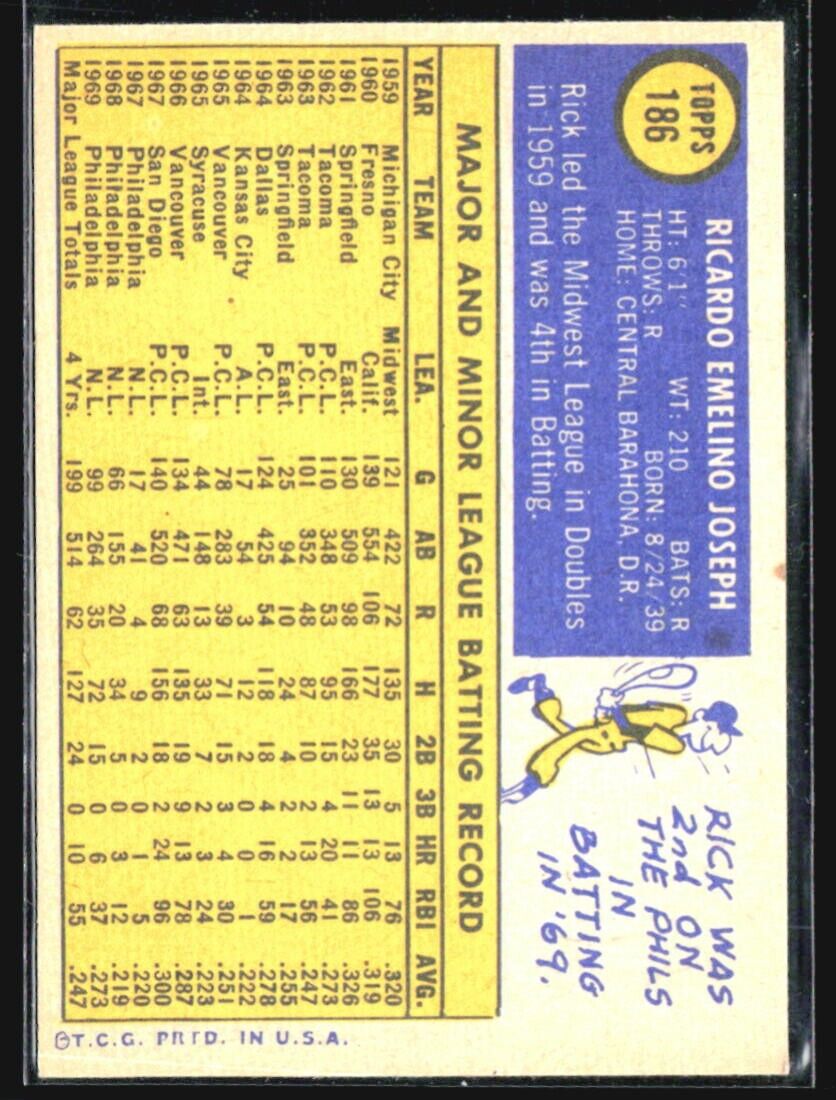 TOPPS
186
RICARDO EMELINO JOSEPH
HT: 6'1" WT: 210 BATS: R
THROWS: R BORN: 8/24/39
HOME: CENTRAL BARAHONA, D.R.
Rick led the Midwest League in Doubles
in 1959 and was 4th in Batting.
RICK WAS
2nd ON
THE PHILS
IN
BATTING
IN '69.
MAJOR AND MINOR LEAGUE BATTING RECORD
YEAR TEAM LEA. G AB R H 2B 3B HR RBI AVG.
1959 Michigan City Midwest 121 422 72 135 30 5 13 76 .320
1960 Fresno Calif. 139 554 106 177 35 13 13 106 .319
1961 Springfield East. 130 509 98 166 23 11 11 86 .326
1962 Tacoma P.C.L. 110 348 53 95 15 4 20 41 .273
1963 Tacoma P.C.L. 101 352 48 87 10 2 13 56 .247
1963 Springfield East. 25 94 10 24 4 2 2 17 .255
1964 Dallas P.C.L. 124 425 54 118 18 4 16 59 .278
1964 Kansas City A.L. 17 54 3 12 2 0 0 1 .222
1965 Vancouver P.C.L. 78 283 39 71 15 3 4 30 .251
1965 Syracuse Int. 44 148 13 33 7 2 3 24 .223
1966 Vancouver P.C.L. 134 471 63 135 19 9 13 78 .287
1967 San Diego P.C.L. 140 520 68 156 18 2 24 96 .300
1967 Philadelphia N.L. 17 41 4 9 2 0 1 5 .220
1968 Philadelphia N.L. 66 155 20 34 5 0 3 12 .219
1969 Philadelphia N.L. 99 264 35 72 15 0 6 37 .273
Major League Totals 4 Yrs. 199 514 62 127 24 0 10 55 .247
©T.C.G. PRTD. IN U.S.A.